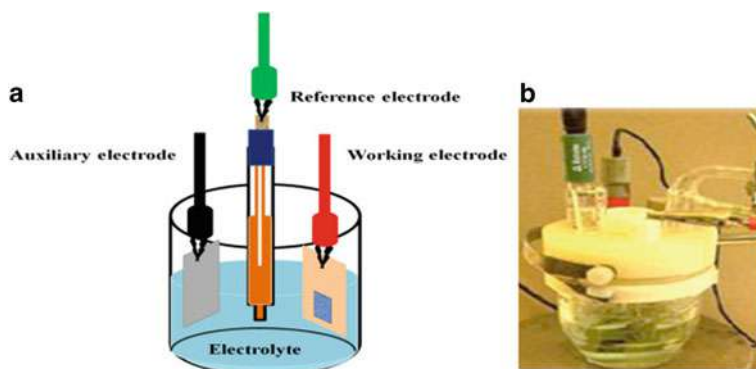 a
Reference electrode
b
Auxiliary electrode
Working electrode
Electrolyte